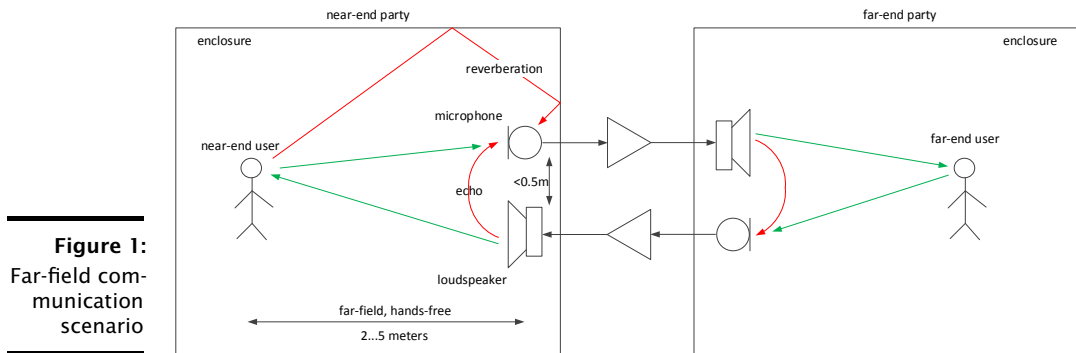 near-end party
far-end party
enclosure
enclosure
reverberation
microphone
near-end user
far-end user
echo
<0.5m
loudspeaker
far-field, hands-free
2...5 meters
Figure 1:
Far-field com-
munication
scenario